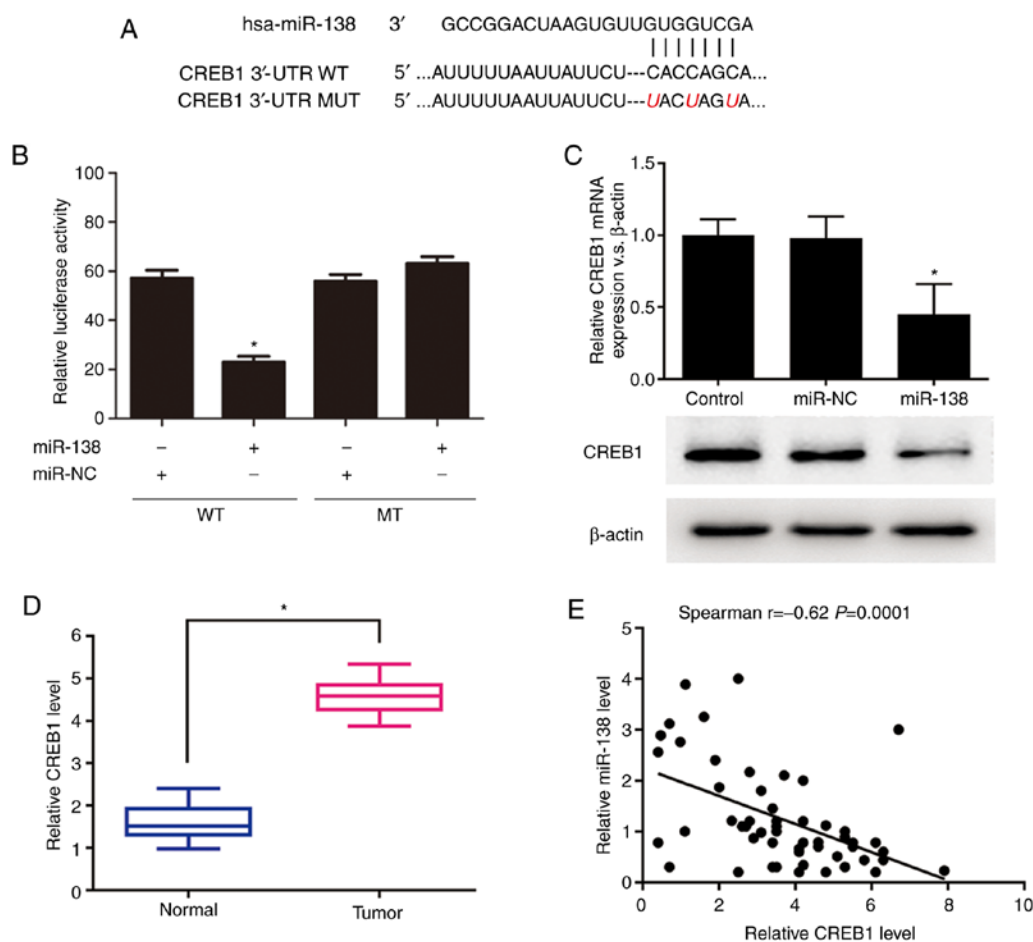 A
hsa-miR-138 3′ GCCGGACUAAGUGUUGUGGUCGA
CREB1 3′-UTR WT 5′ ...AUUUUUAAUUAUUCU---CACCAGCA...
CREB1 3′-UTR MUT 5′ ...AUUUUUAAUUAUUCU---UACUAGUA...
B
Relative luciferase activity
100
80
60
40
20
0
*
miR-138 – + – +
miR-NC + – + –
WT MT
C
Relative CREB1 mRNA
expression v.s. β-actin
1.5
1.0
0.5
0.0
*
Control miR-NC miR-138
CREB1
β-actin
D
Relative CREB1 level
6
5
4
3
2
1
0
*
Normal Tumor
E
Spearman r=–0.62 P=0.0001
Relative miR-138 level
5
4
3
2
1
0
0 2 4 6 8 10
Relative CREB1 level